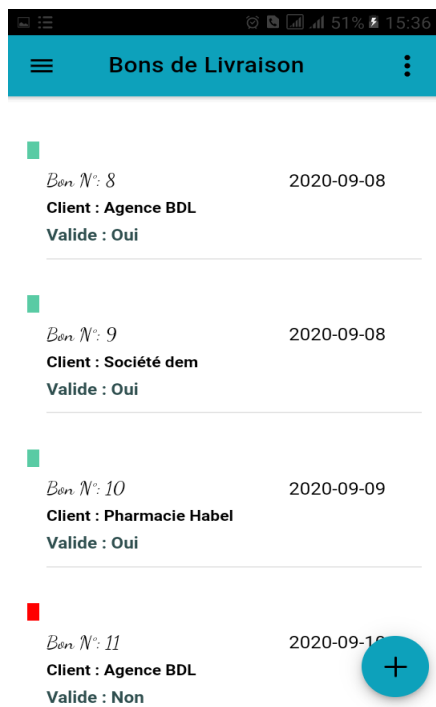 51% 15:36
Bons de Livraison
Bon N°: 8 2020-09-08
Client : Agence BDL
Valide : Oui
Bon N°: 9 2020-09-08
Client : Société dem
Valide : Oui
Bon N°: 10 2020-09-09
Client : Pharmacie Habel
Valide : Oui
Bon N°: 11
Client : Agence BDL
Valide : Non